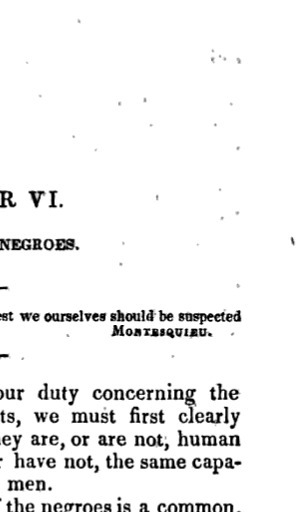 R VI.
NEGROES.
est we ourselves should be suspected
MONTESQUIEU.
our duty concerning the
ts, we must first clearly
ey are, or are not, human
have not, the same capa-
men.
the negroes is a common,